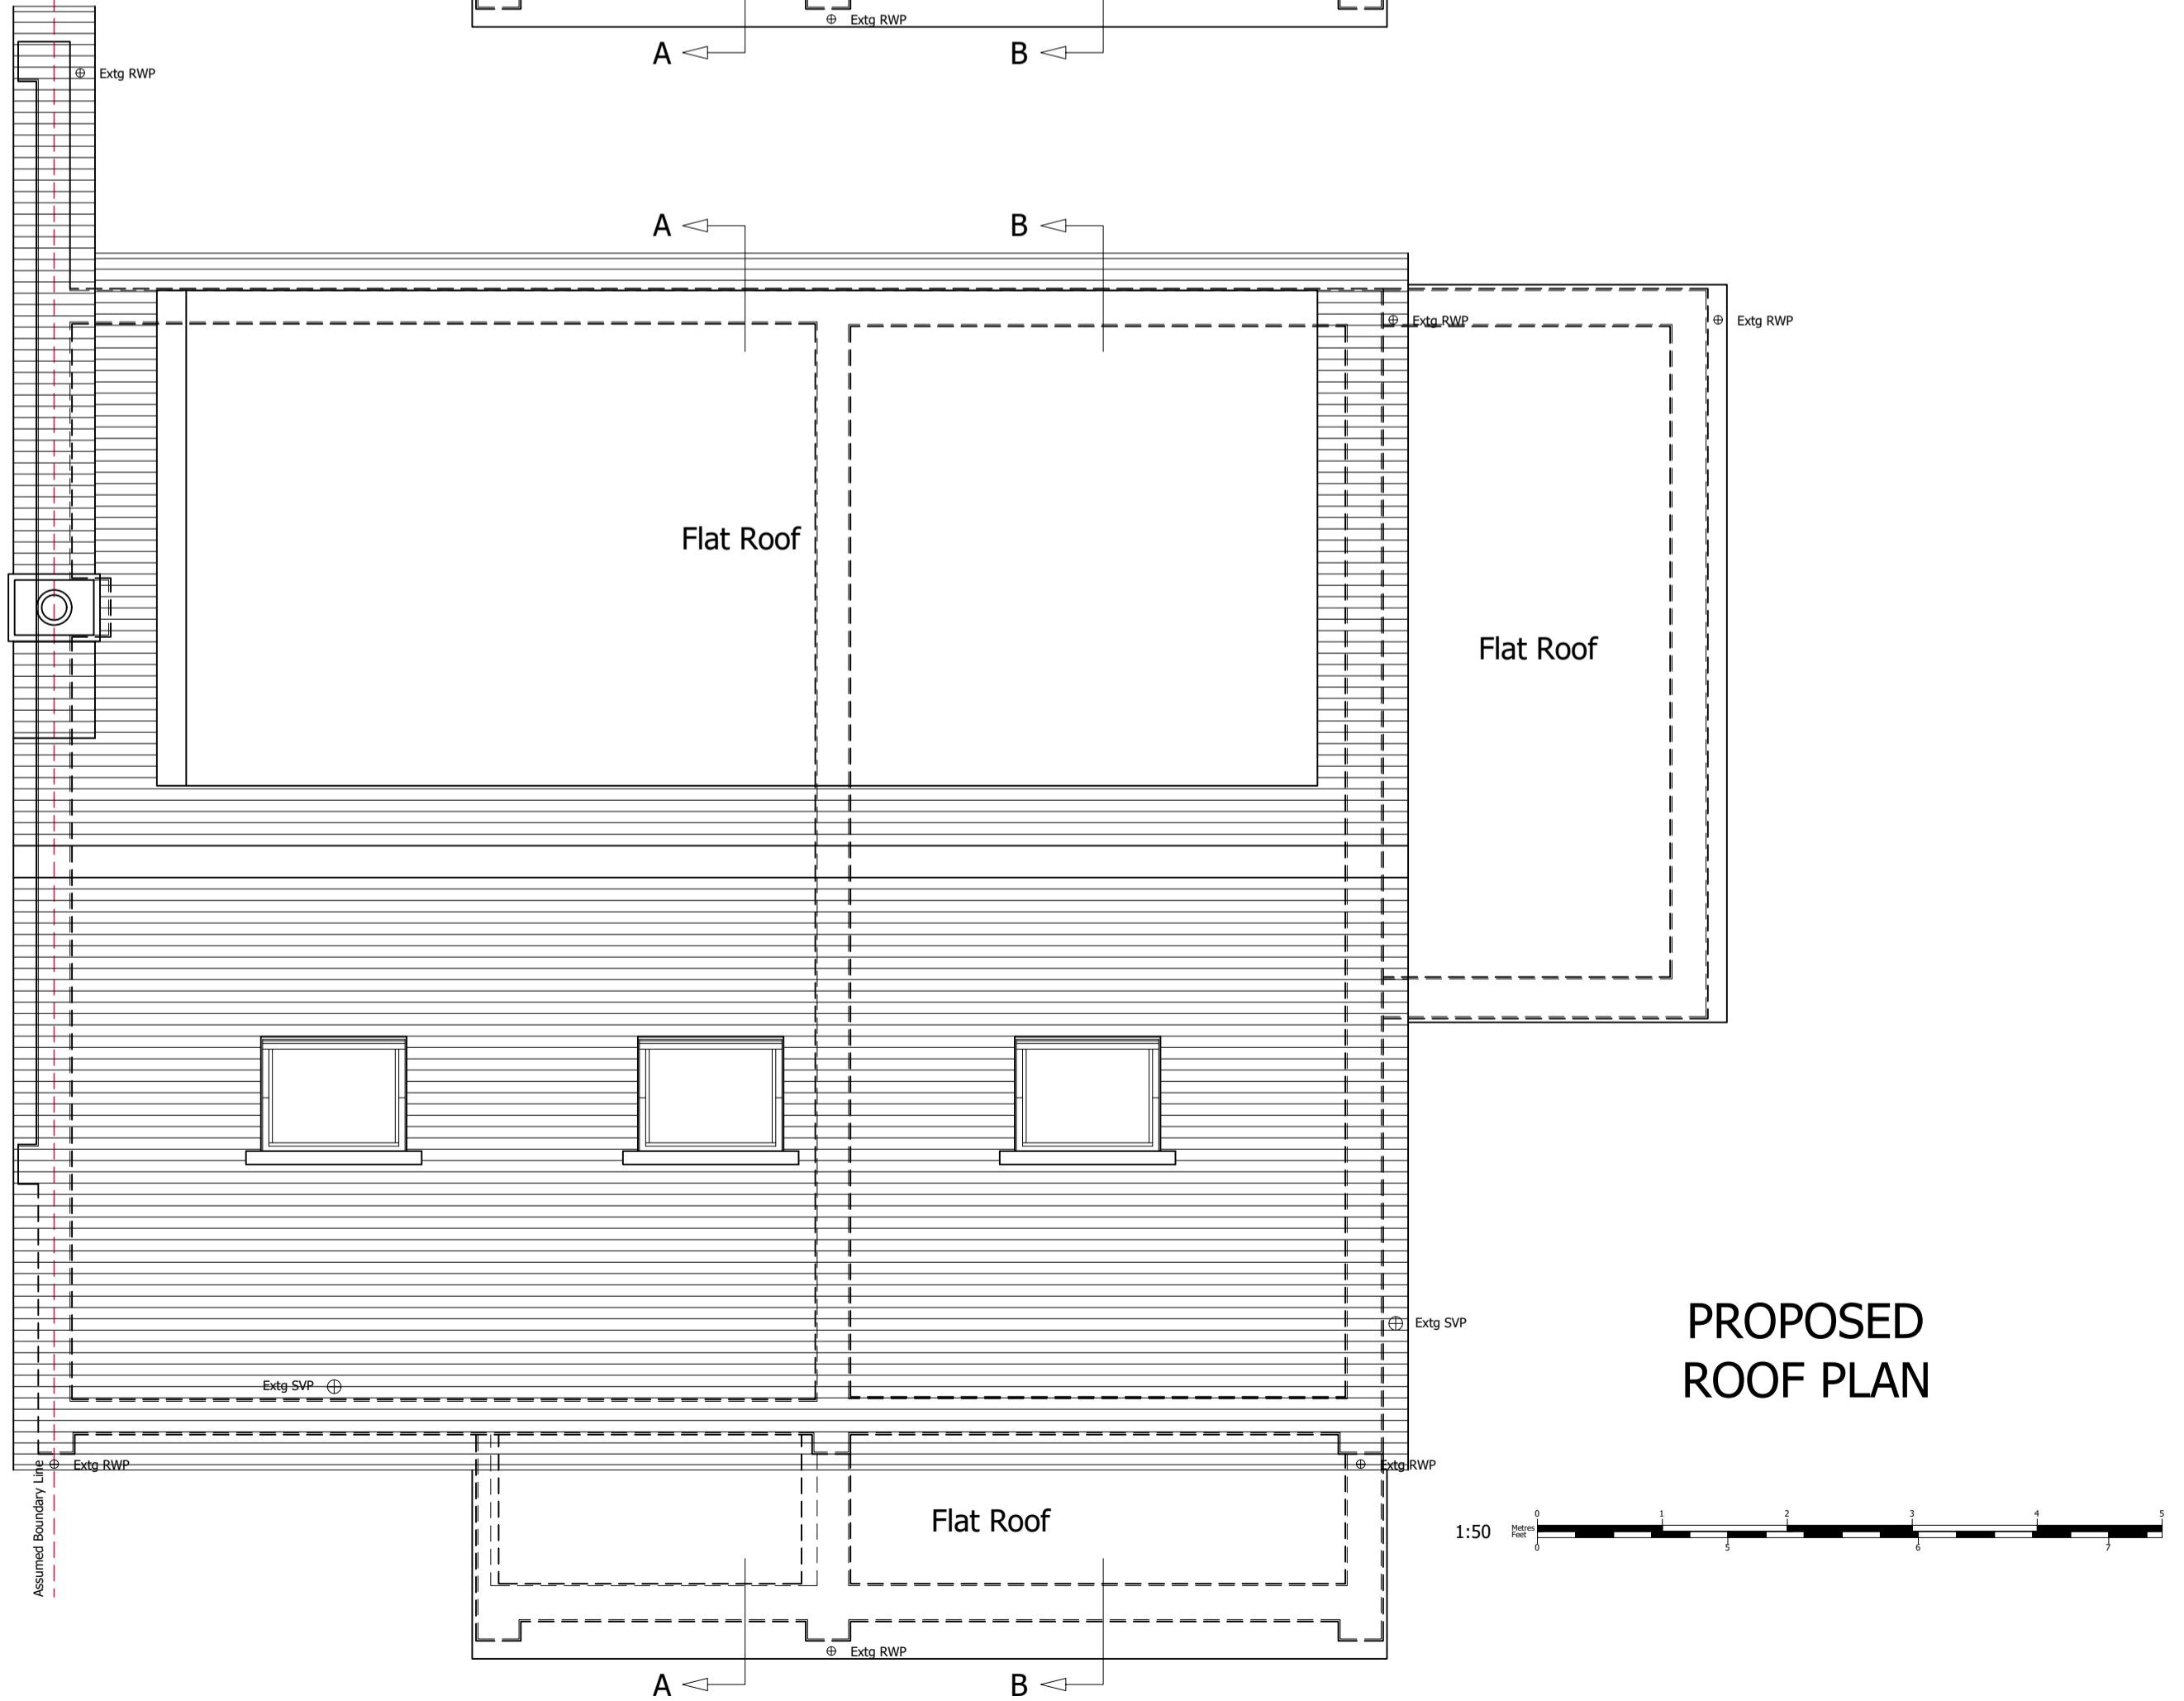 Extg RWP
A
B
Extg RWP
A
B
Extg RWP
Extg RWP
Flat Roof
Flat Roof
Extg SVP
PROPOSED
ROOF PLAN
Extg SVP
Extg RWP
Extg RWP
Assumed Boundary Line
Flat Roof
1:50
Metres
Feet
0 1 2 3 4 5
0 5 6 7
Extg RWP
A
B